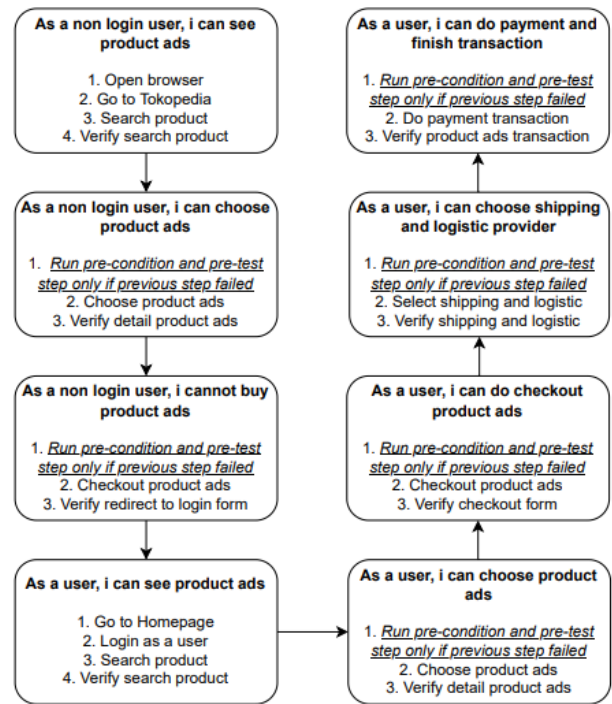 As a non login user, i can see
product ads
1. Open browser
2. Go to Tokopedia
3. Search product
4. Verify search product
As a non login user, i can choose
product ads
1. Run pre-condition and pre-test
step only if previous step failed
2. Choose product ads
3. Verify detail product ads
As a non login user, i cannot buy
product ads
1. Run pre-condition and pre-test
step only if previous step failed
2. Checkout product ads
3. Verify redirect to login form
As a user, i can see product ads
1. Go to Homepage
2. Login as a user
3. Search product
4. Verify search product
As a user, i can choose product
ads
1. Run pre-condition and pre-test
step only if previous step failed
2. Choose product ads
3. Verify detail product ads
As a user, i can do checkout
product ads
1. Run pre-condition and pre-test
step only if previous step failed
2. Checkout product ads
3. Verify checkout form
As a user, i can choose shipping
and logistic provider
1. Run pre-condition and pre-test
step only if previous step failed
2. Select shipping and logistic
3. Verify shipping and logistic
As a user, i can do payment and
finish transaction
1. Run pre-condition and pre-test
step only if previous step failed
2. Do payment transaction
3. Verify product ads transaction